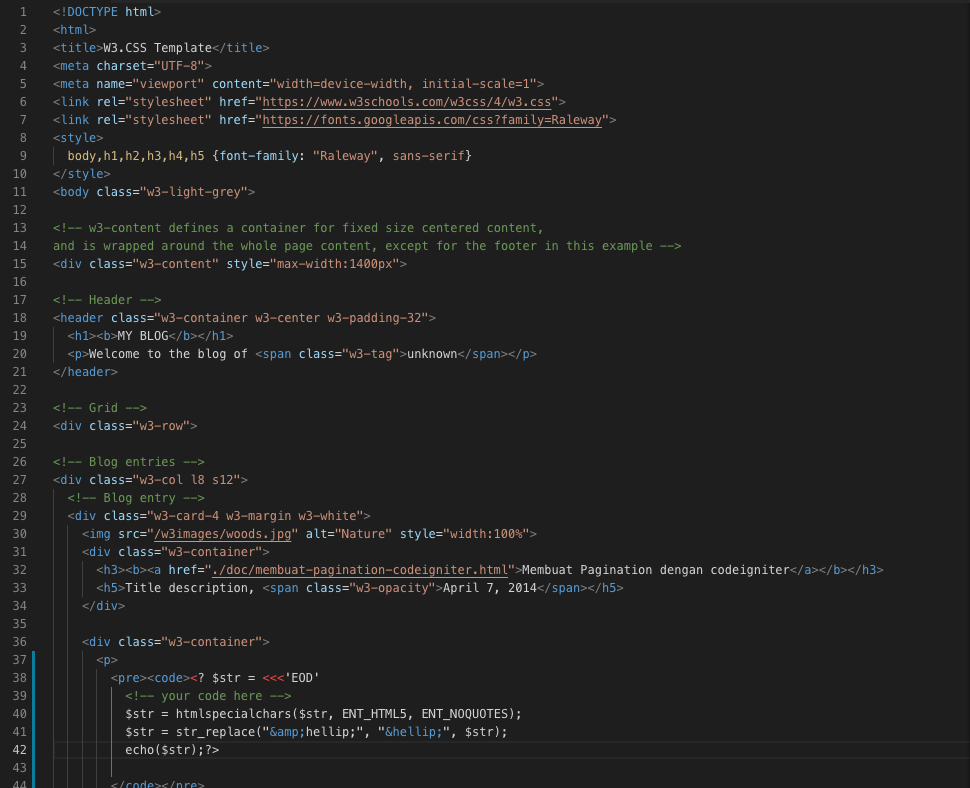 1 <!DOCTYPE html>
2 <html>
3 <title>W3.CSS Template</title>
4 <meta charset="UTF-8">
5 <meta name="viewport" content="width=device-width, initial-scale=1">
6 <link rel="stylesheet" href="https://www.w3schools.com/w3css/4/w3.css">
7 <link rel="stylesheet" href="https://fonts.googleapis.com/css?family=Raleway">
8 <style>
9   body,h1,h2,h3,h4,h5 {font-family: "Raleway", sans-serif}
10 </style>
11 <body class="w3-light-grey">
12
13 <!-- w3-content defines a container for fixed size centered content,
14 and is wrapped around the whole page content, except for the footer in this example -->
15 <div class="w3-content" style="max-width:1400px">
16
17 <!-- Header -->
18 <header class="w3-container w3-center w3-padding-32">
19   <h1><b>MY BLOG</b></h1>
20   <p>Welcome to the blog of <span class="w3-tag">unknown</span></p>
21 </header>
22
23 <!-- Grid -->
24 <div class="w3-row">
25
26 <!-- Blog entries -->
27 <div class="w3-col l8 s12">
28   <!-- Blog entry -->
29   <div class="w3-card-4 w3-margin w3-white">
30     <img src="/w3images/woods.jpg" alt="Nature" style="width:100%">
31     <div class="w3-container">
32       <h3><b><a href="./doc/membuat-pagination-codeigniter.html">Membuat Pagination dengan codeigniter</a></b></h3>
33       <h5>Title description, <span class="w3-opacity">April 7, 2014</span></h5>
34     </div>
35
36     <div class="w3-container">
37       <p>
38         <pre><code><? $str = <<<'EOD'
39           <!-- your code here -->
40           $str = htmlspecialchars($str, ENT_HTML5, ENT_NOQUOTES);
41           $str = str_replace("&amp;hellip;", "&hellip;", $str);
42           echo($str);?>
43
44         </code></pre>